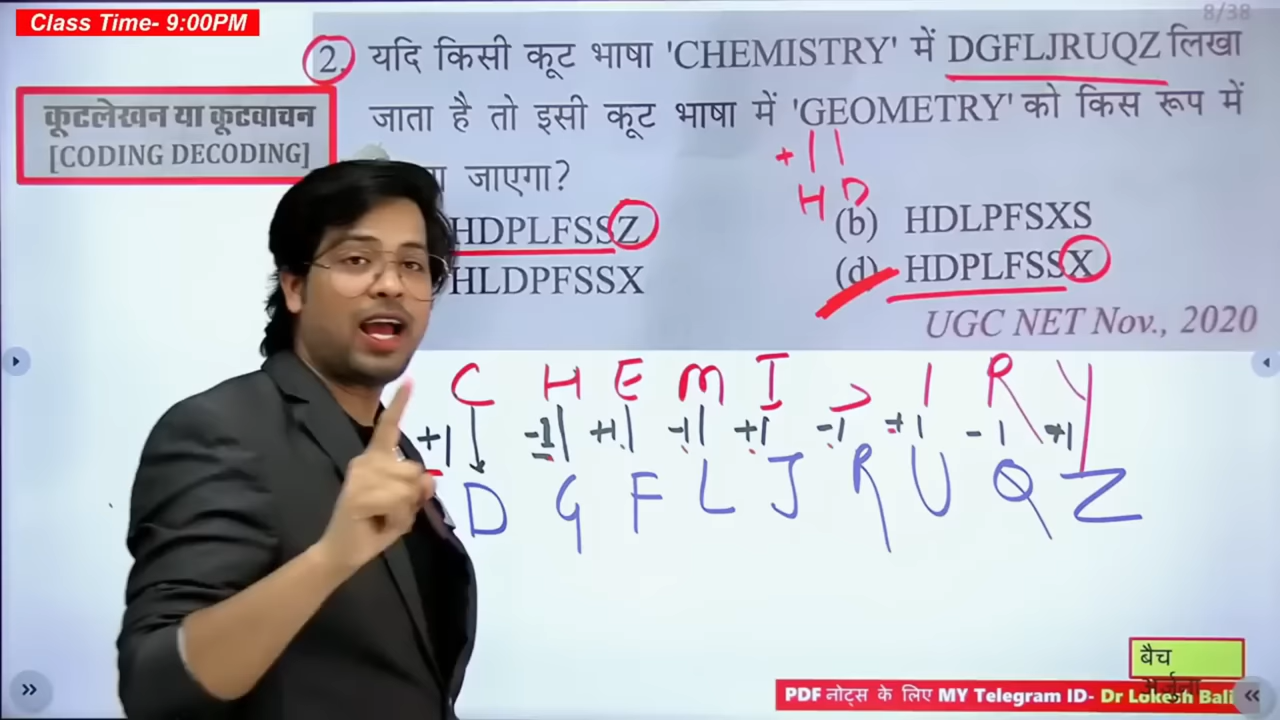 Class Time- 9:00PM
8/38
2. यदि किसी कूट भाषा 'CHEMISTRY' में DGFLJRUQZ लिखा
जाता है तो इसी कूट भाषा में 'GEOMETRY' को किस रूप में
जाएगा?
कूटलेखन या कूटवाचन
[CODING DECODING]
+ 1 1
H D
HDPLFSSZ
(b) HDLPFSXS
HLDPFSSX
(d) HDPLFSSX
UGC NET Nov., 2020
C H E M I S T R Y
+1 -1 +1 -1 +1 -1 +1 -1 +1
D G F L J R U Q Z
बैच
अर्जुना
PDF नोट्स के लिए MY Telegram ID- Dr Lokesh Bali